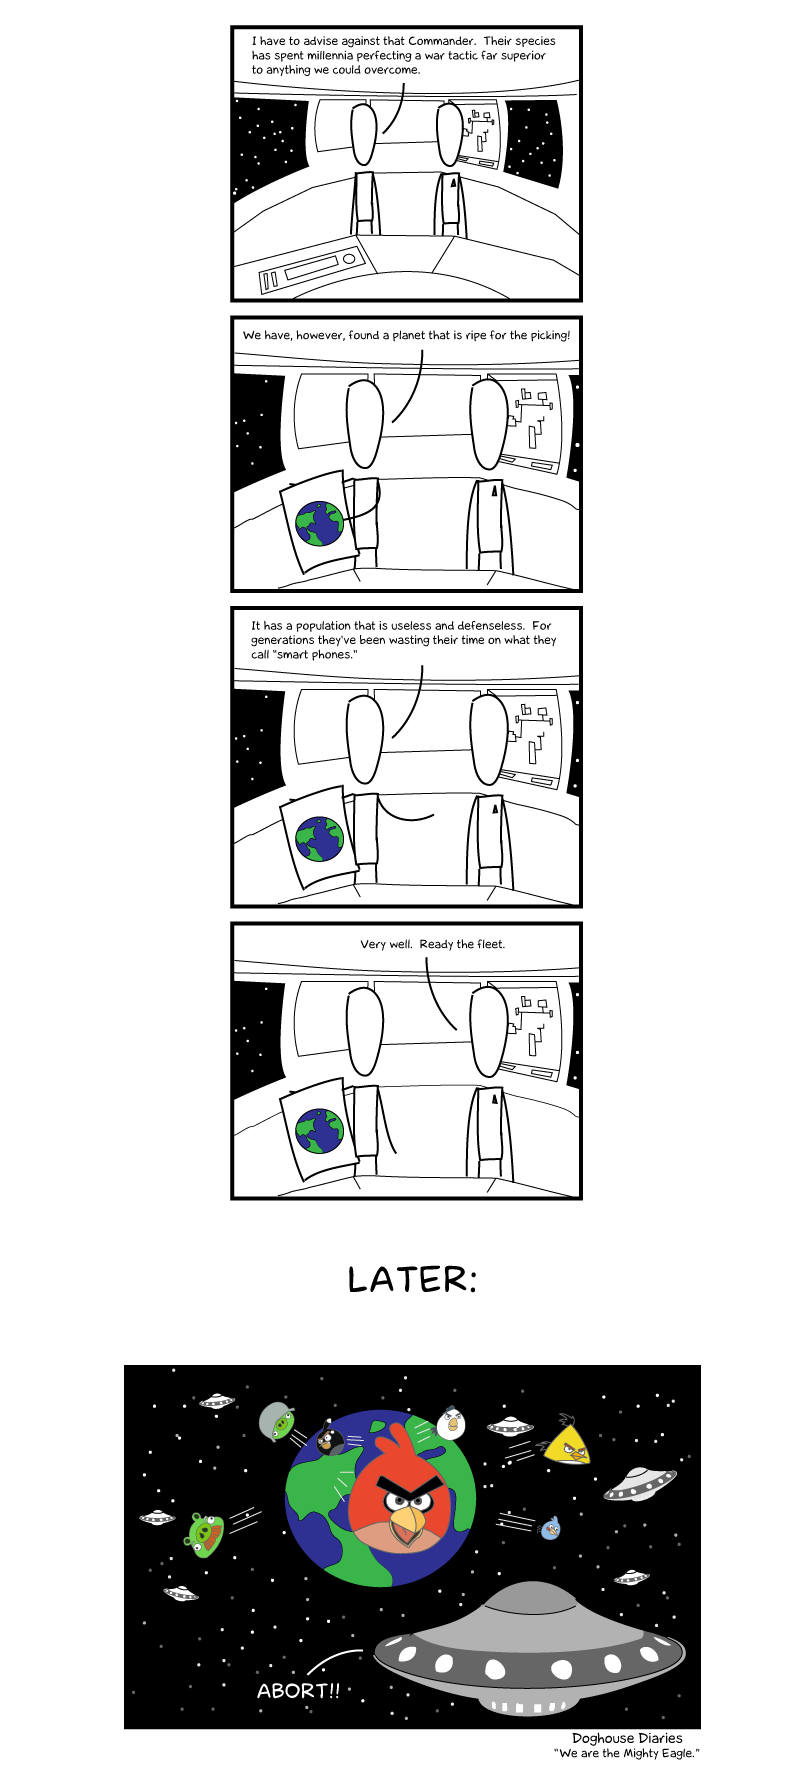 I have to advise against that Commander. Their species
has spent millennia perfecting a war tactic far superior
to anything we could overcome.
We have, however, found a planet that is ripe for the picking!
It has a population that is useless and defenseless. For
generations they've been wasting their time on what they
call "smart phones."
Very well. Ready the fleet.
LATER:
ABORT!!
Doghouse Diaries
"We are the Mighty Eagle."